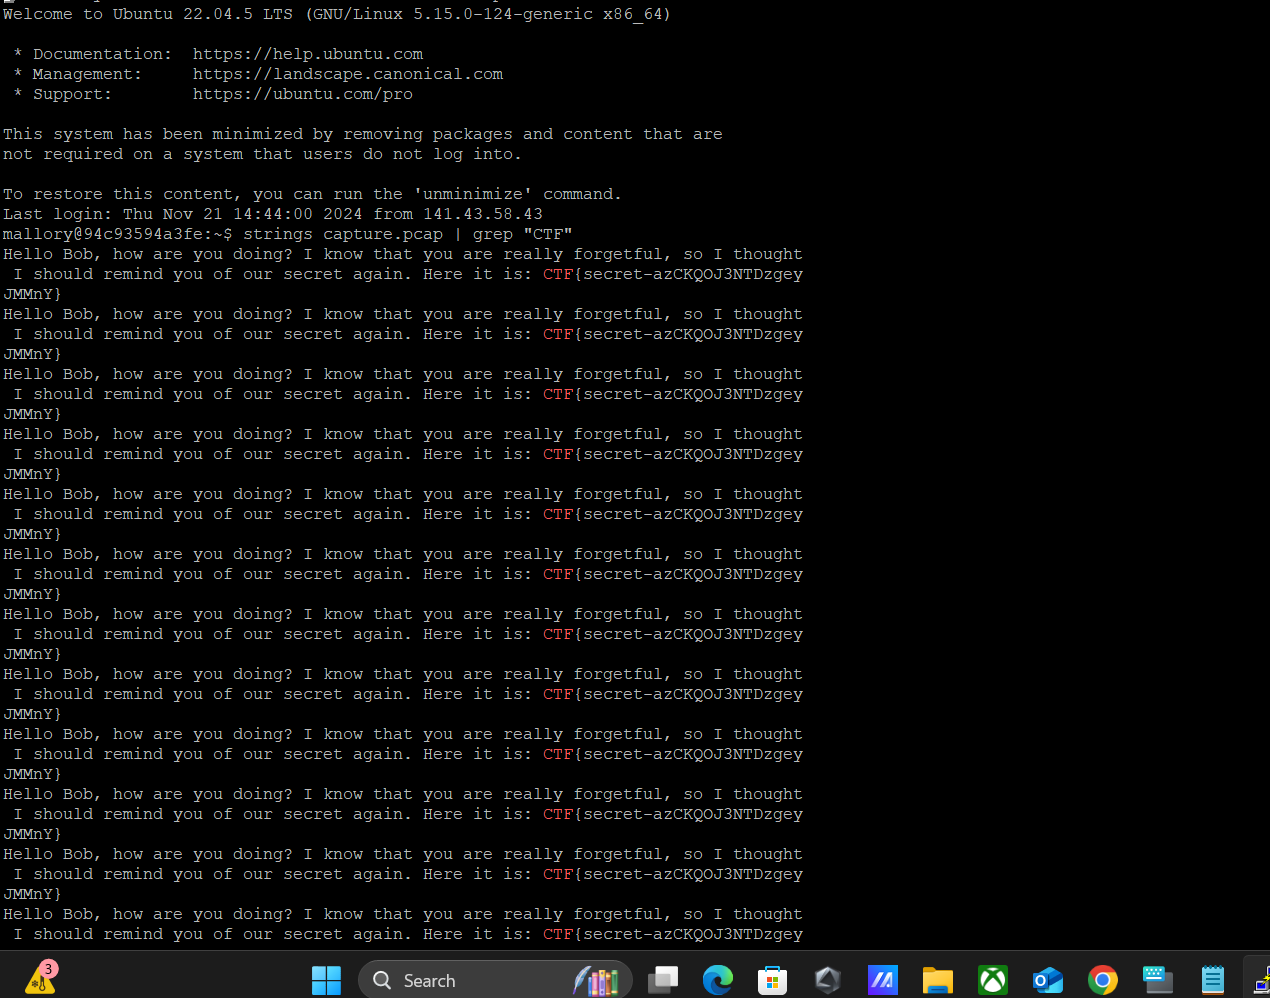 Welcome to Ubuntu 22.04.5 LTS (GNU/Linux 5.15.0-124-generic x86_64)
* Documentation:  https://help.ubuntu.com
* Management:     https://landscape.canonical.com
* Support:        https://ubuntu.com/pro
This system has been minimized by removing packages and content that are
not required on a system that users do not log into.
To restore this content, you can run the 'unminimize' command.
Last login: Thu Nov 21 14:44:00 2024 from 141.43.58.43
mallory@94c93594a3fe:~$ strings capture.pcap | grep "CTF"
Hello Bob, how are you doing? I know that you are really forgetful, so I thought
I should remind you of our secret again. Here it is: CTF{secret-azCKQOJ3NTDzgey
JMMnY}
Hello Bob, how are you doing? I know that you are really forgetful, so I thought
I should remind you of our secret again. Here it is: CTF{secret-azCKQOJ3NTDzgey
JMMnY}
Hello Bob, how are you doing? I know that you are really forgetful, so I thought
I should remind you of our secret again. Here it is: CTF{secret-azCKQOJ3NTDzgey
JMMnY}
Hello Bob, how are you doing? I know that you are really forgetful, so I thought
I should remind you of our secret again. Here it is: CTF{secret-azCKQOJ3NTDzgey
JMMnY}
Hello Bob, how are you doing? I know that you are really forgetful, so I thought
I should remind you of our secret again. Here it is: CTF{secret-azCKQOJ3NTDzgey
JMMnY}
Hello Bob, how are you doing? I know that you are really forgetful, so I thought
I should remind you of our secret again. Here it is: CTF{secret-azCKQOJ3NTDzgey
JMMnY}
Hello Bob, how are you doing? I know that you are really forgetful, so I thought
I should remind you of our secret again. Here it is: CTF{secret-azCKQOJ3NTDzgey
JMMnY}
Hello Bob, how are you doing? I know that you are really forgetful, so I thought
I should remind you of our secret again. Here it is: CTF{secret-azCKQOJ3NTDzgey
JMMnY}
Hello Bob, how are you doing? I know that you are really forgetful, so I thought
I should remind you of our secret again. Here it is: CTF{secret-azCKQOJ3NTDzgey
JMMnY}
Hello Bob, how are you doing? I know that you are really forgetful, so I thought
I should remind you of our secret again. Here it is: CTF{secret-azCKQOJ3NTDzgey
JMMnY}
Hello Bob, how are you doing? I know that you are really forgetful, so I thought
I should remind you of our secret again. Here it is: CTF{secret-azCKQOJ3NTDzgey
JMMnY}
Hello Bob, how are you doing? I know that you are really forgetful, so I thought
I should remind you of our secret again. Here it is: CTF{secret-azCKQOJ3NTDzgey
3
Search